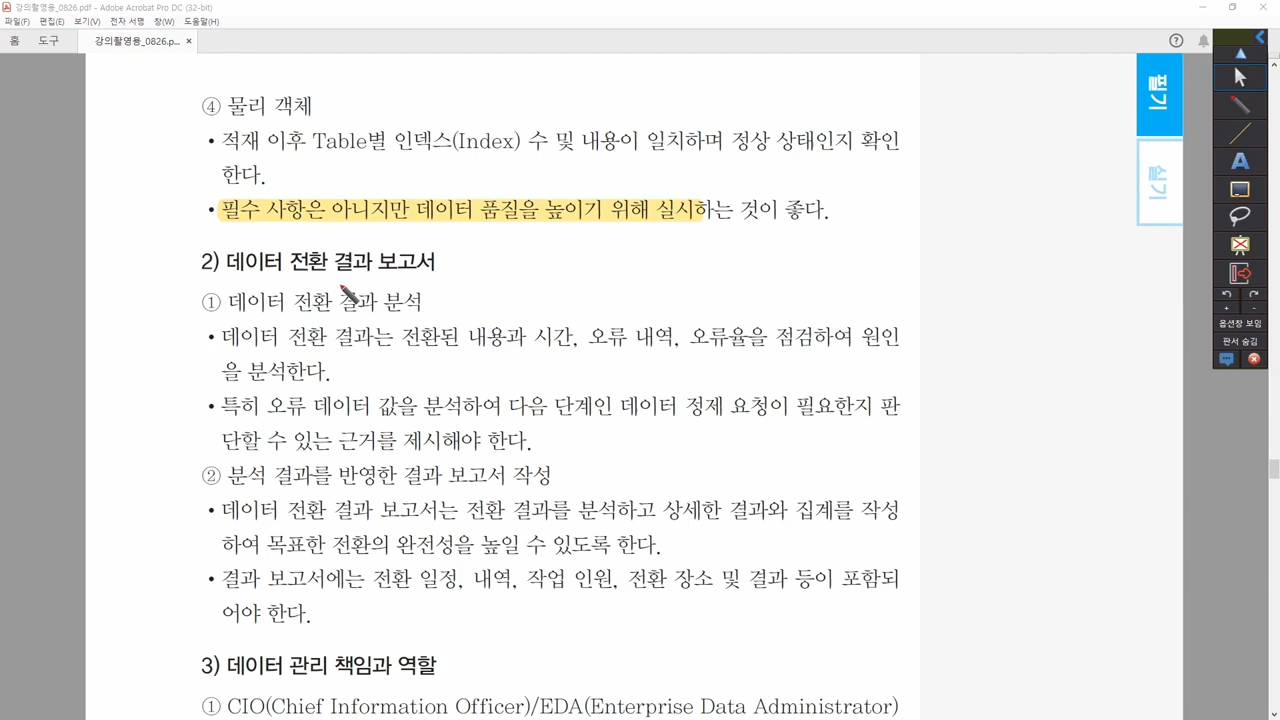 강의촬영용_0826.pdf - Adobe Acrobat Pro DC (32-bit)
파일(F) 편집(E) 보기(V) 전자 서명 창(W) 도움말(H)
홈 도구 강의촬영용_0826.p... ×
④ 물리 객체
• 적재 이후 Table별 인덱스(Index) 수 및 내용이 일치하며 정상 상태인지 확인
한다.
• 필수 사항은 아니지만 데이터 품질을 높이기 위해 실시하는 것이 좋다.
2) 데이터 전환 결과 보고서
① 데이터 전환 결과 분석
• 데이터 전환 결과는 전환된 내용과 시간, 오류 내역, 오류율을 점검하여 원인
을 분석한다.
• 특히 오류 데이터 값을 분석하여 다음 단계인 데이터 정제 요청이 필요한지 판
단할 수 있는 근거를 제시해야 한다.
② 분석 결과를 반영한 결과 보고서 작성
• 데이터 전환 결과 보고서는 전환 결과를 분석하고 상세한 결과와 집계를 작성
하여 목표한 전환의 완전성을 높일 수 있도록 한다.
• 결과 보고서에는 전환 일정, 내역, 작업 인원, 전환 장소 및 결과 등이 포함되
어야 한다.
3) 데이터 관리 책임과 역할
① CIO(Chief Information Officer)/EDA(Enterprise Data Administrator)
필기
실기
A
옵션창 보임
판서 숨김